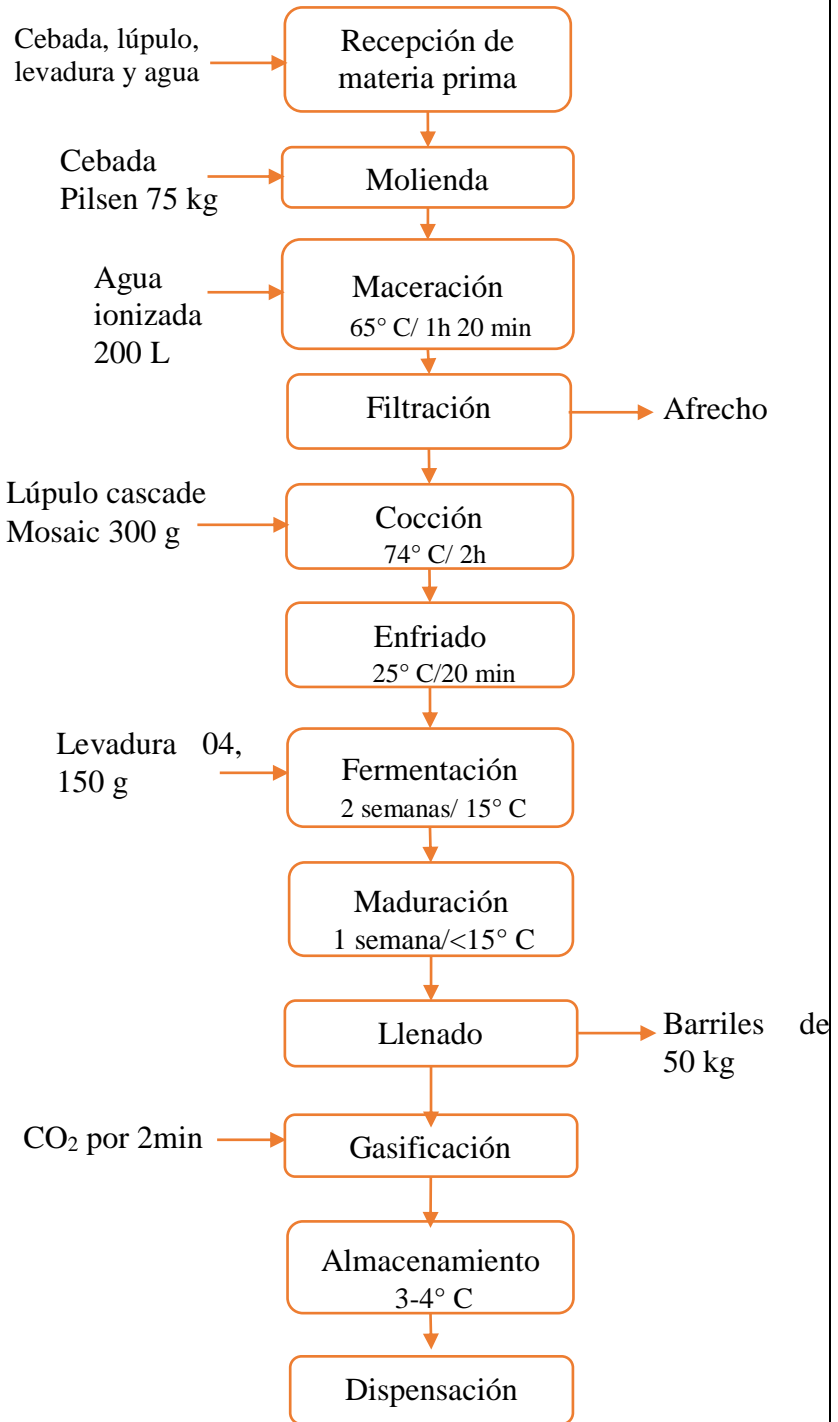 Cebada, lúpulo,
levadura y agua
Recepción de
materia prima
Cebada
Pilsen 75 kg
Molienda
Agua
ionizada
200 L
Maceración
65° C/ 1h 20 min
Filtración
Afrecho
Lúpulo cascade
Mosaic 300 g
Cocción
74° C/ 2h
Enfriado
25° C/20 min
Levadura 04,
150 g
Fermentación
2 semanas/ 15° C
Maduración
1 semana/<15° C
Llenado
Barriles de
50 kg
CO₂ por 2min
Gasificación
Almacenamiento
3-4° C
Dispensación